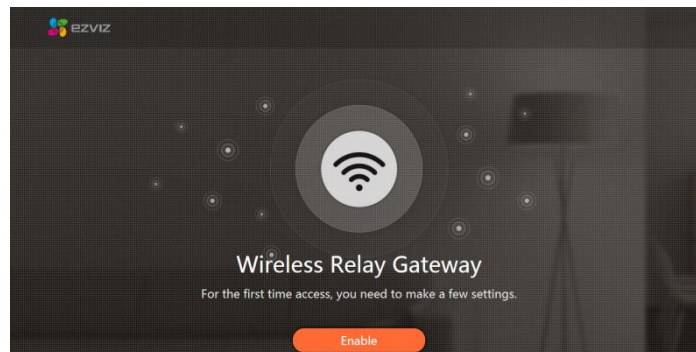 ezviz
Wireless Relay Gateway
For the first time access, you need to make a few settings.
Enable